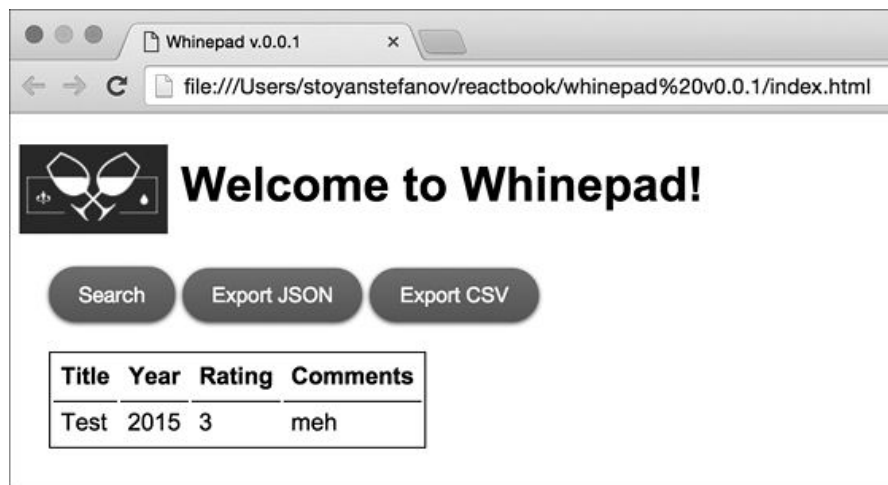 Whinepad v.0.0.1
file:///Users/stoyanstefanov/reactbook/whinepad%20v0.0.1/index.html
Welcome to Whinepad!
Search Export JSON Export CSV
Title Year Rating Comments
Test 2015 3 meh